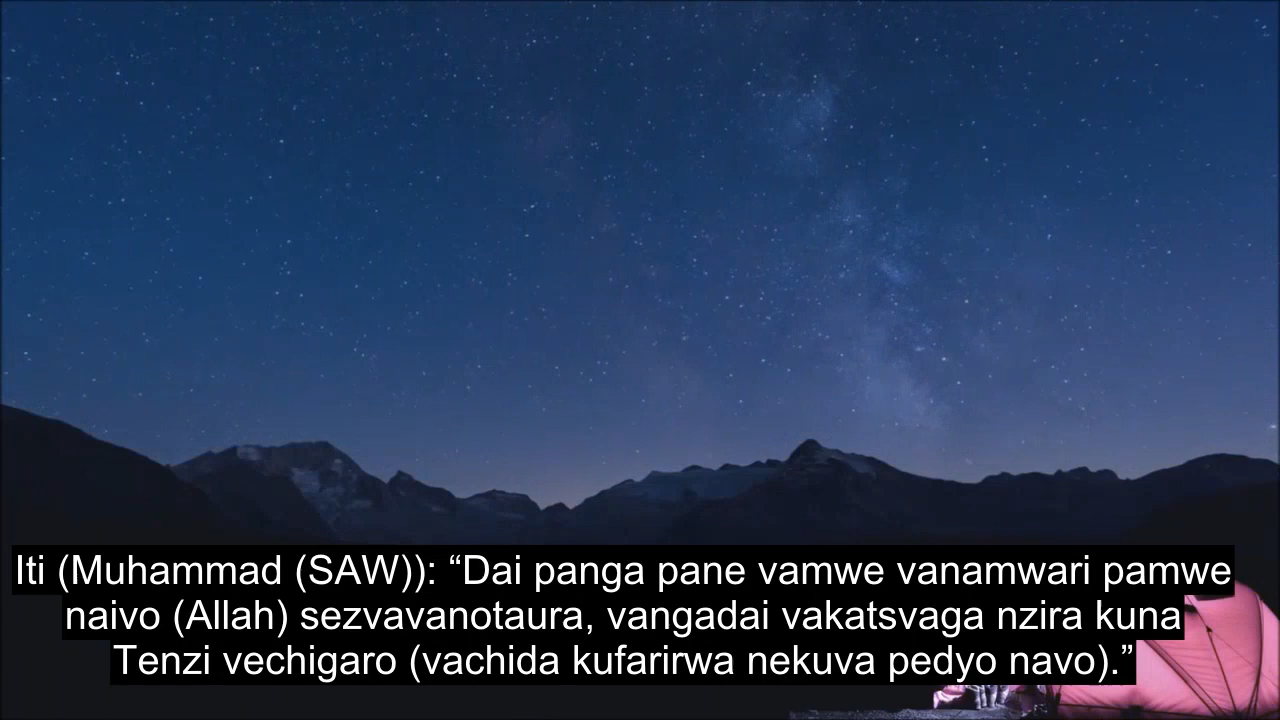 Iti (Muhammad (SAW)): “Dai panga pane vamwe vanamwari pamwe
naivo (Allah) sezvavanotaura, vangadai vakatsvaga nzira kuna
Tenzi vechigaro (vachida kufarirwa nekuva pedyo navo).”